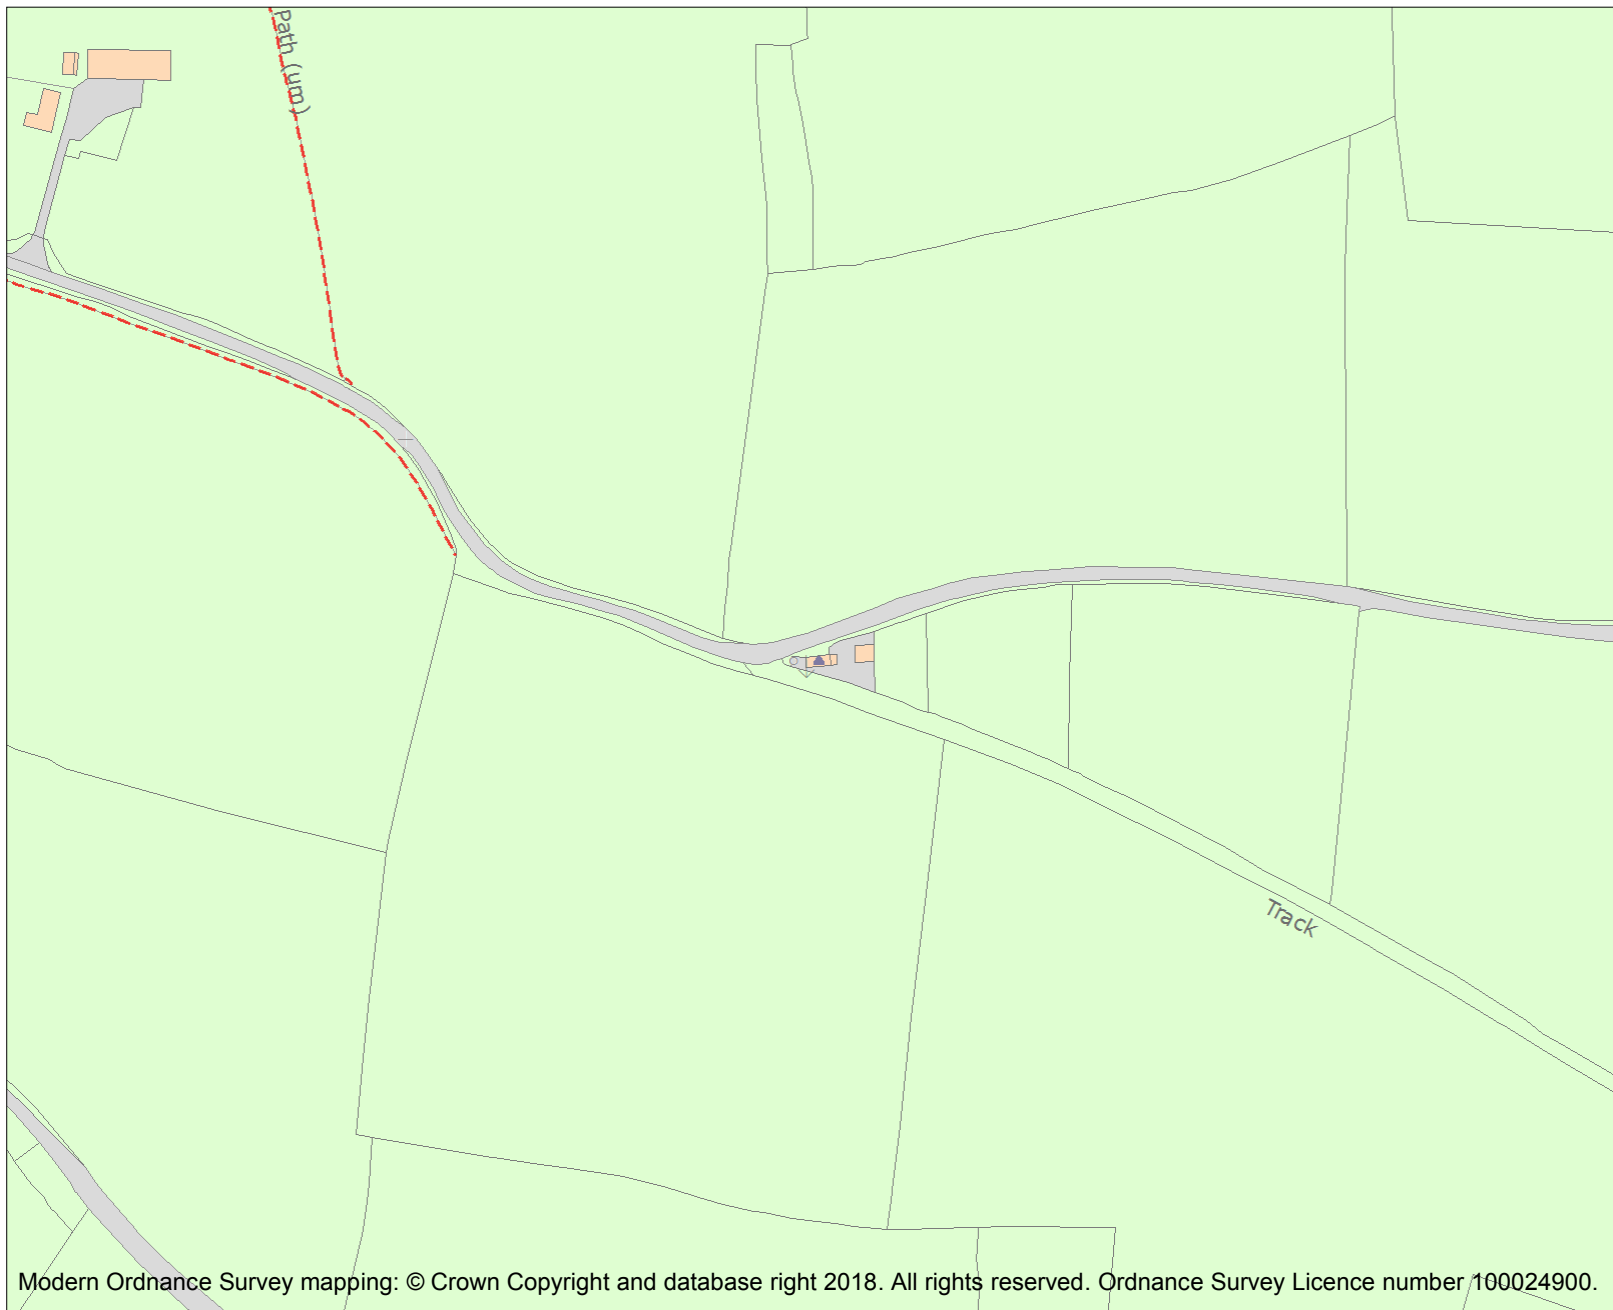 Path (um)
Track
Modern Ordnance Survey mapping: © Crown Copyright and database right 2018. All rights reserved. Ordnance Survey Licence number 100024900.